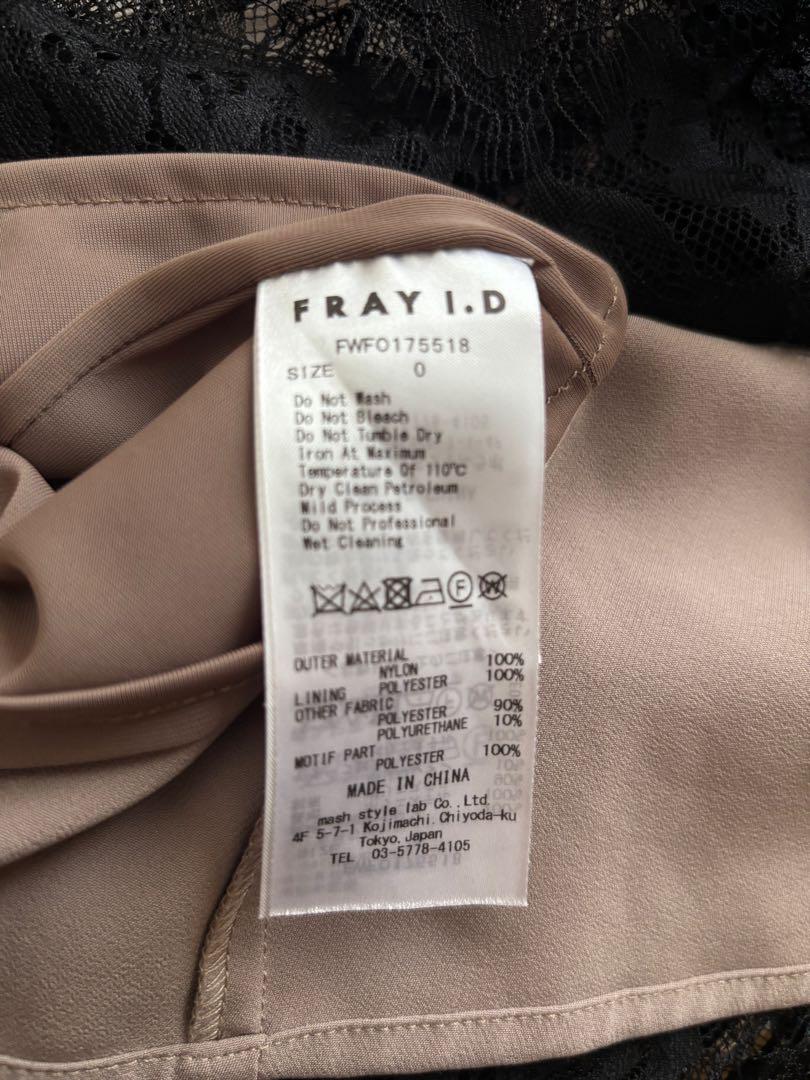 FRAY I.D
FWF0175518
SIZE 0
Do Not Wash
Do Not Bleach
Do Not Tumble Dry
Iron At Maximum
Temperature Of 110℃
Dry Clean Petroleum
Mild Process
Do Not Professional
Wet Cleaning
F W
OUTER MATERIAL
NYLON 100%
LINING POLYESTER 100%
OTHER FABRIC
POLYESTER 90%
POLYURETHANE 10%
MOTIF PART
POLYESTER 100%
MADE IN CHINA
mash style lab Co., Ltd.
4F 5-7-1 Kojimachi, Chiyoda-ku
Tokyo, Japan
TEL 03-5778-4105